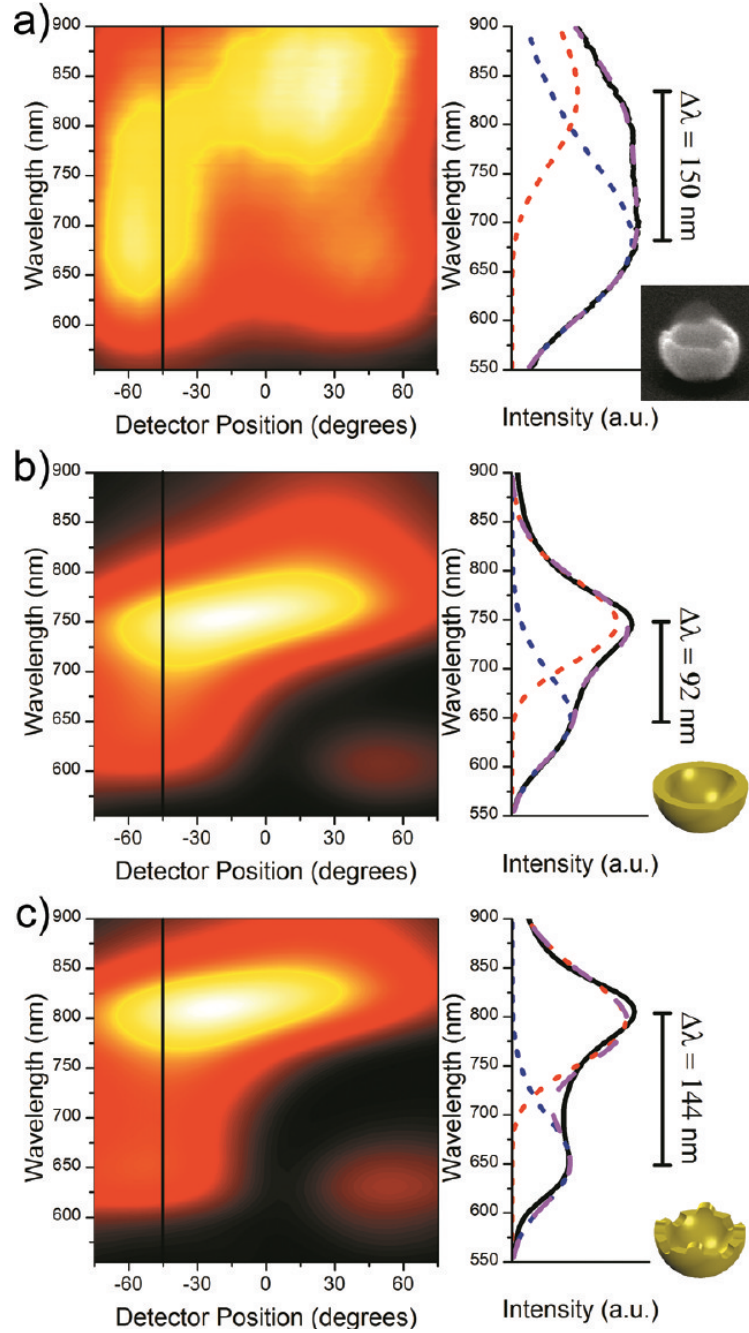 a)
900
850
800
750
700
650
600
Wavelength (nm)
-60 -30 0 30 60
Detector Position (degrees)
900
850
800
750
700
650
600
550
Wavelength (nm)
Δλ = 150 nm
Intensity (a.u.)
b)
900
850
800
750
700
650
600
Wavelength (nm)
-60 -30 0 30 60
Detector Position (degrees)
900
850
800
750
700
650
600
550
Wavelength (nm)
Δλ = 92 nm
Intensity (a.u.)
c)
900
850
800
750
700
650
600
Wavelength (nm)
-60 -30 0 30 60
Detector Position (degrees)
900
850
800
750
700
650
600
550
Wavelength (nm)
Δλ = 144 nm
Intensity (a.u.)